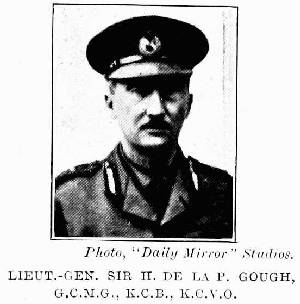 Photo, "Daily Mirror" Studios.
LIEUT.-GEN. SIR H. DE LA P. GOUGH,
G.C.M.G., K.C.B., K.C.V.O.